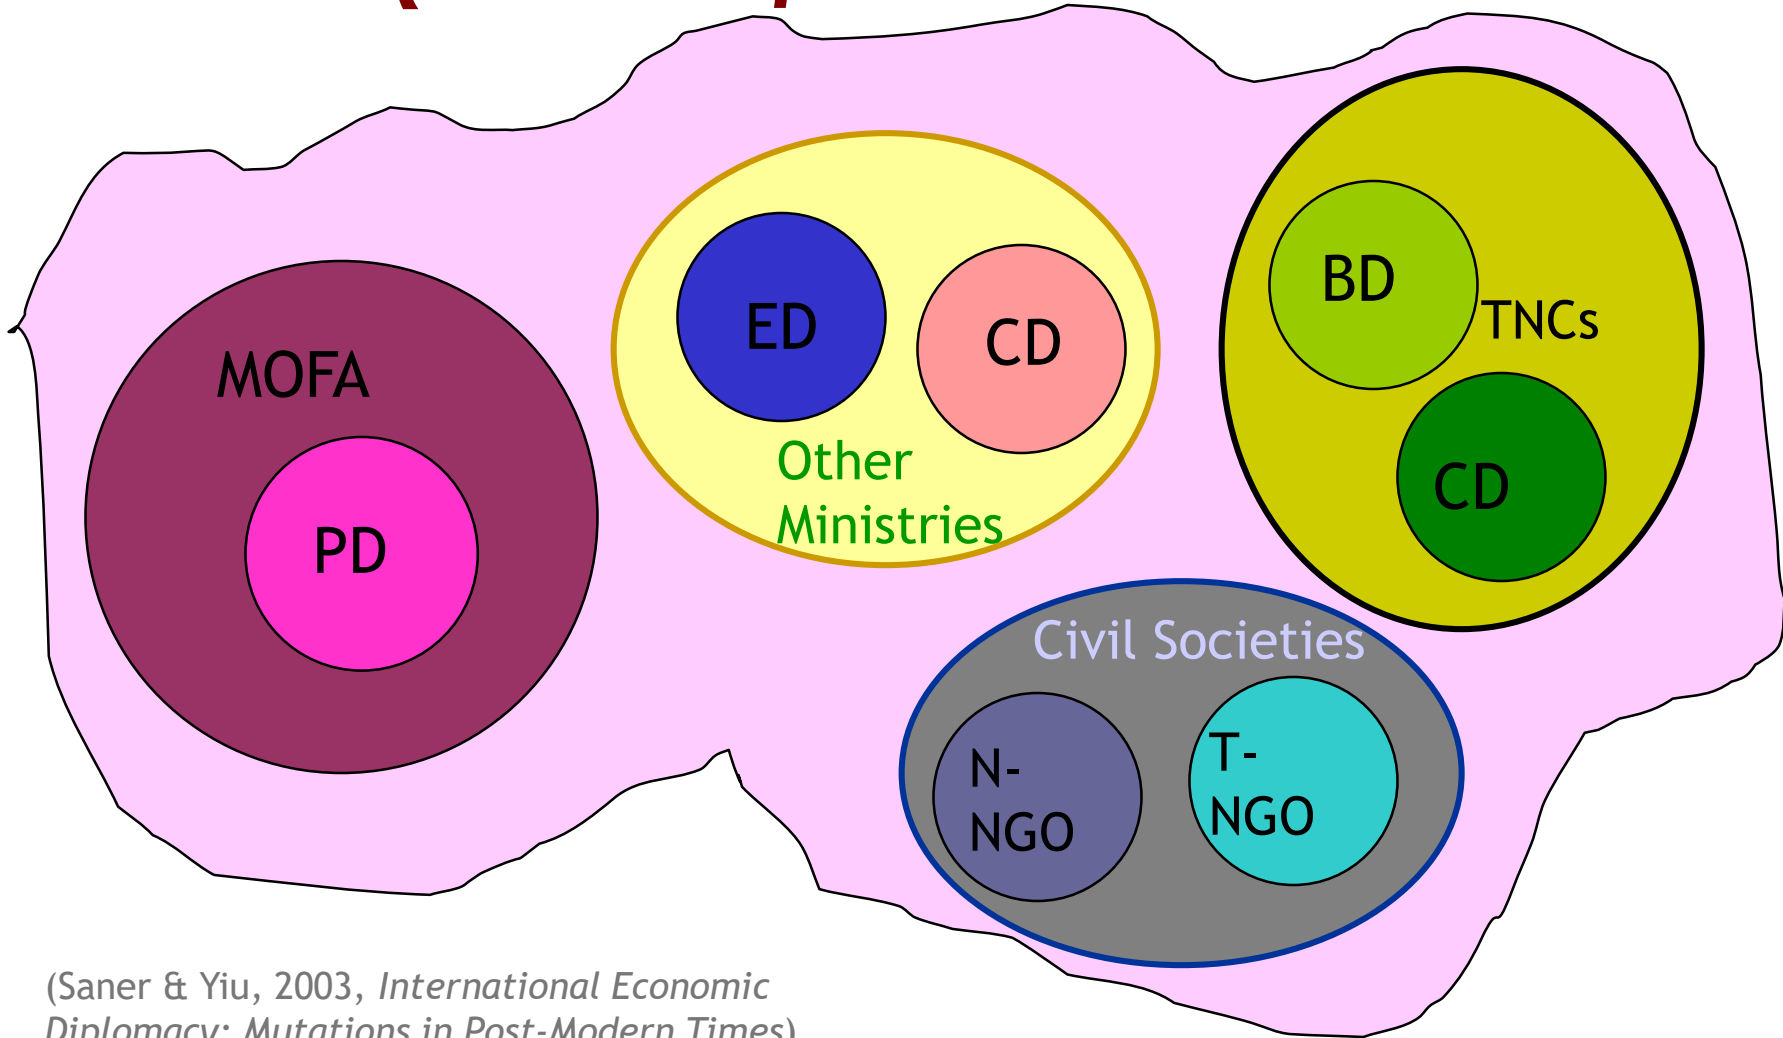 MOFA
PD
ED
CD
Other
Ministries
BD
TNCs
CD
Civil Societies
N-
NGO
T-
NGO
(Saner & Yiu, 2003, International Economic
Diplomacy: Mutations in Post-Modern Times)